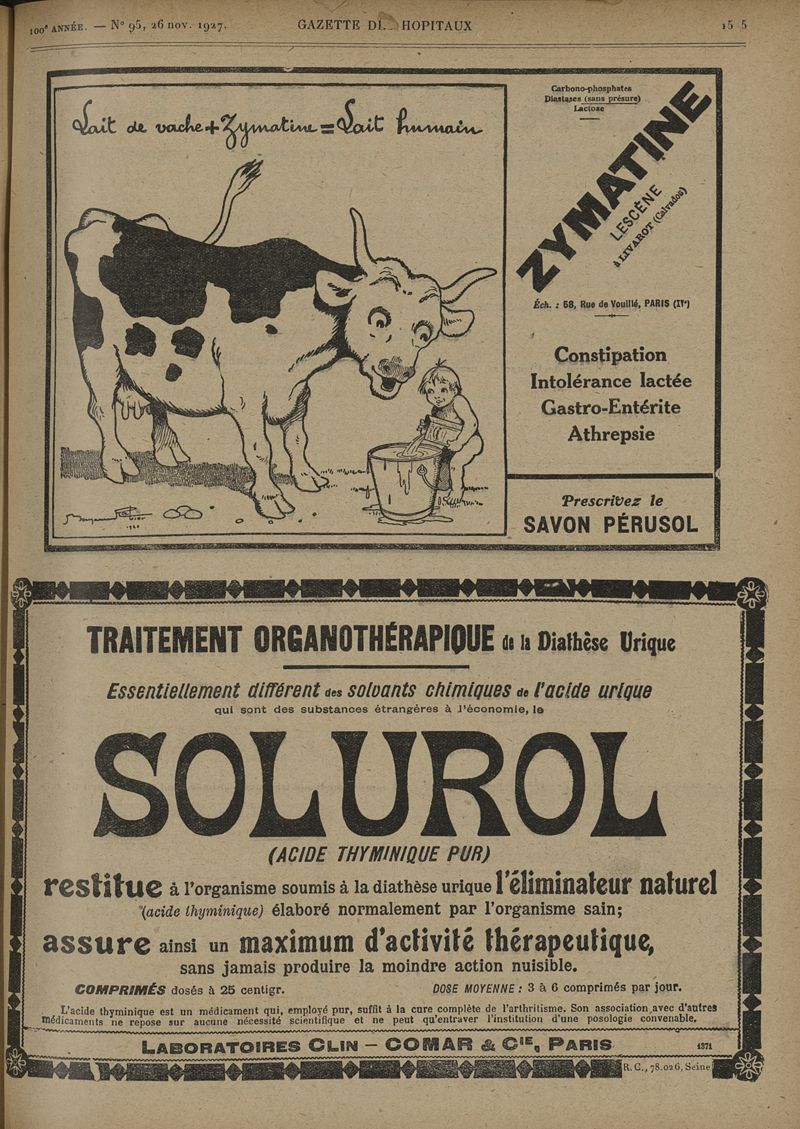 100e ANNÉE. — N° 95, 26 nov. 1927.
GAZETTE DE HOPITAUX
Lait de vache + Zymatine = Lait humain
Carbono-phosphates
Diastases (sans présure)
Lactose
ZYMATINE
LESCÈNE
à LIVAROT (Calvados)
Éch. : 58, Rue de Vouillé, PARIS (XVe)
Constipation
Intolérance lactée
Gastro-Entérite
Athrepsie
Prescrivez le
SAVON PÉRUSOL
Benjamin Rabier
TRAITEMENT ORGANOTHÉRAPIQUE de la Diathèse Urique
Essentiellement différent des solvants chimiques de l'acide urique
qui sont des substances étrangères à l'économie, le
SOLUROL
(ACIDE THYMINIQUE PUR)
restitue à l'organisme soumis à la diathèse urique l'éliminateur naturel
(acide thyminique) élaboré normalement par l'organisme sain;
assure ainsi un maximum d'activité thérapeutique,
sans jamais produire la moindre action nuisible.
COMPRIMÉS dosés à 25 centigr.
DOSE MOYENNE : 3 à 6 comprimés par jour.
L'acide thyminique est un médicament qui, employé pur, suffit à la cure complète de l'arthritisme. Son association avec d'autres
médicaments ne repose sur aucune nécessité scientifique et ne peut qu'entraver l'institution d'une posologie convenable.
LABORATOIRES CLIN — COMAR & CIE, PARIS
1371
R. C., 78.026, Seine